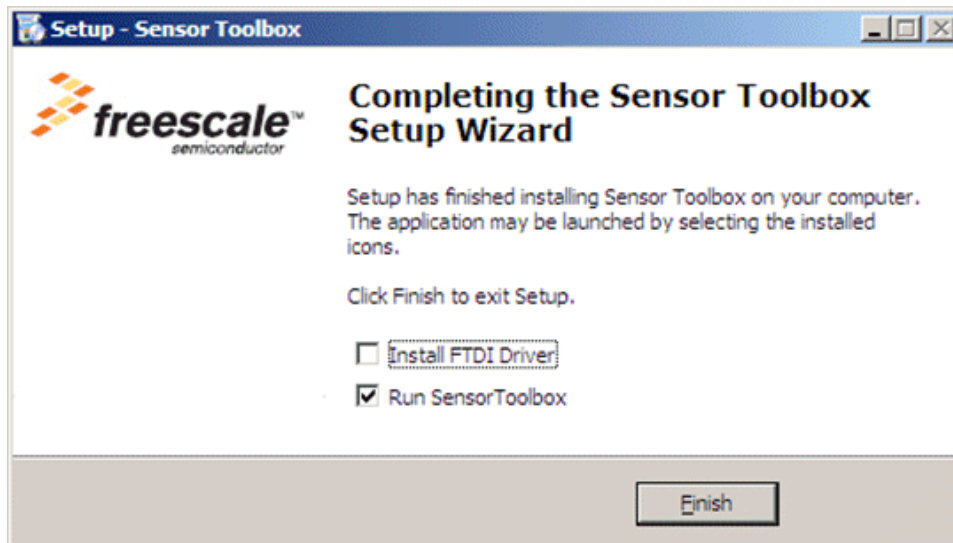 Setup - Sensor Toolbox
freescale™
semiconductor
Completing the Sensor Toolbox
Setup Wizard
Setup has finished installing Sensor Toolbox on your computer.
The application may be launched by selecting the installed
icons.
Click Finish to exit Setup.
Install FTDI Driver
Run SensorToolbox
Finish